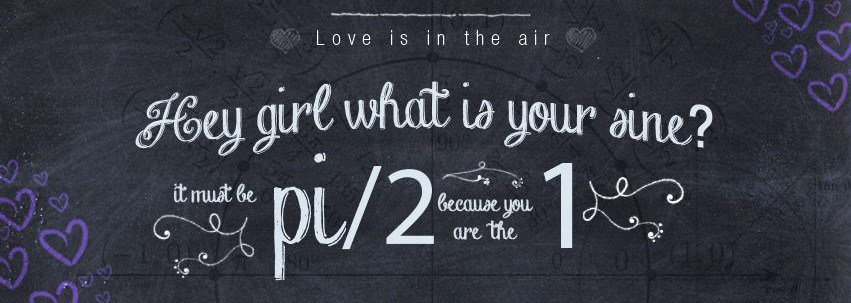 Love is in the air
Hey girl what is your sine?
it must be pi/2 because you are the 1